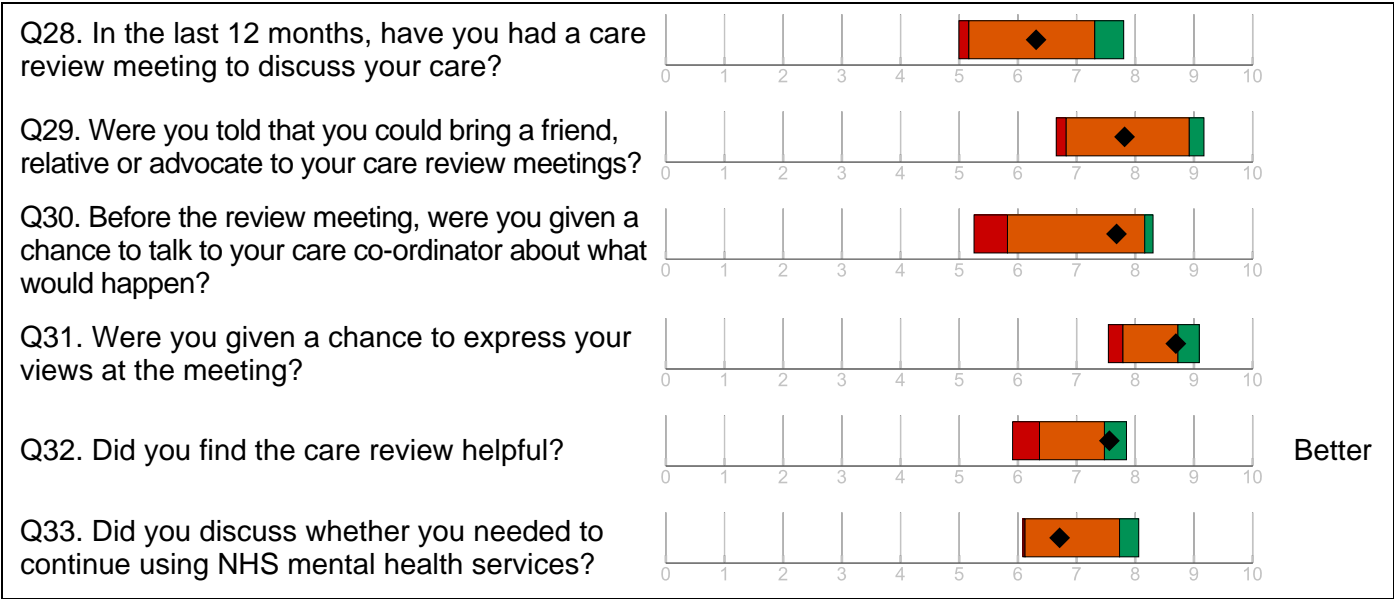 Q28. In the last 12 months, have you had a care
review meeting to discuss your care?
0 1 2 3 4 5 6 7 8 9 10
Q29. Were you told that you could bring a friend,
relative or advocate to your care review meetings?
0 1 2 3 4 5 6 7 8 9 10
Q30. Before the review meeting, were you given a
chance to talk to your care co-ordinator about what
would happen?
0 1 2 3 4 5 6 7 8 9 10
Q31. Were you given a chance to express your
views at the meeting?
0 1 2 3 4 5 6 7 8 9 10
Q32. Did you find the care review helpful?
Better
0 1 2 3 4 5 6 7 8 9 10
Q33. Did you discuss whether you needed to
continue using NHS mental health services?
0 1 2 3 4 5 6 7 8 9 10